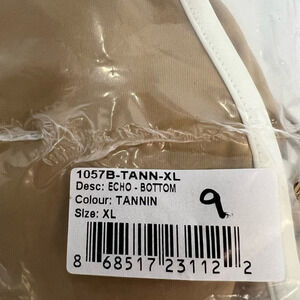 1057B-TANN-XL
Desc: ECHO - BOTTOM
Colour: TANNIN
Size: XL
9
8 68517 23112 2